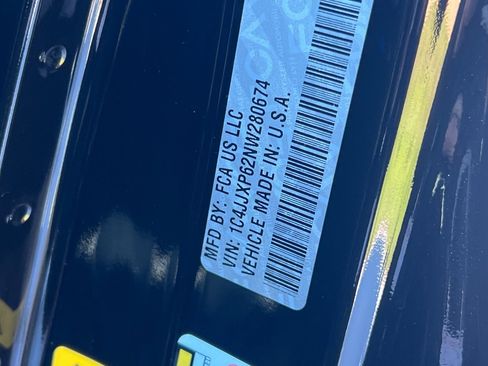 MFD BY: FCA US LLC
VIN: 1C4JJXP62NW280674
VEHICLE MADE IN: U.S.A.